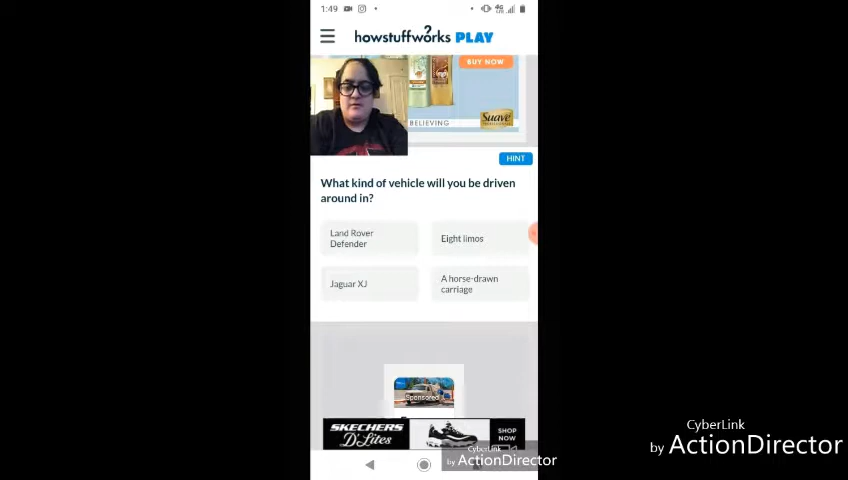 1:49
4G
howstuffworks PLAY
BUY NOW
BELIEVING
Suave
HINT
What kind of vehicle will you be driven
around in?
Land Rover
Defender
Eight limos
Jaguar XJ
A horse-drawn
carriage
Sponsored
SKECHERS
D'Lites
SHOP
NOW
CyberLink
by ActionDirector
CyberLink
by ActionDirector